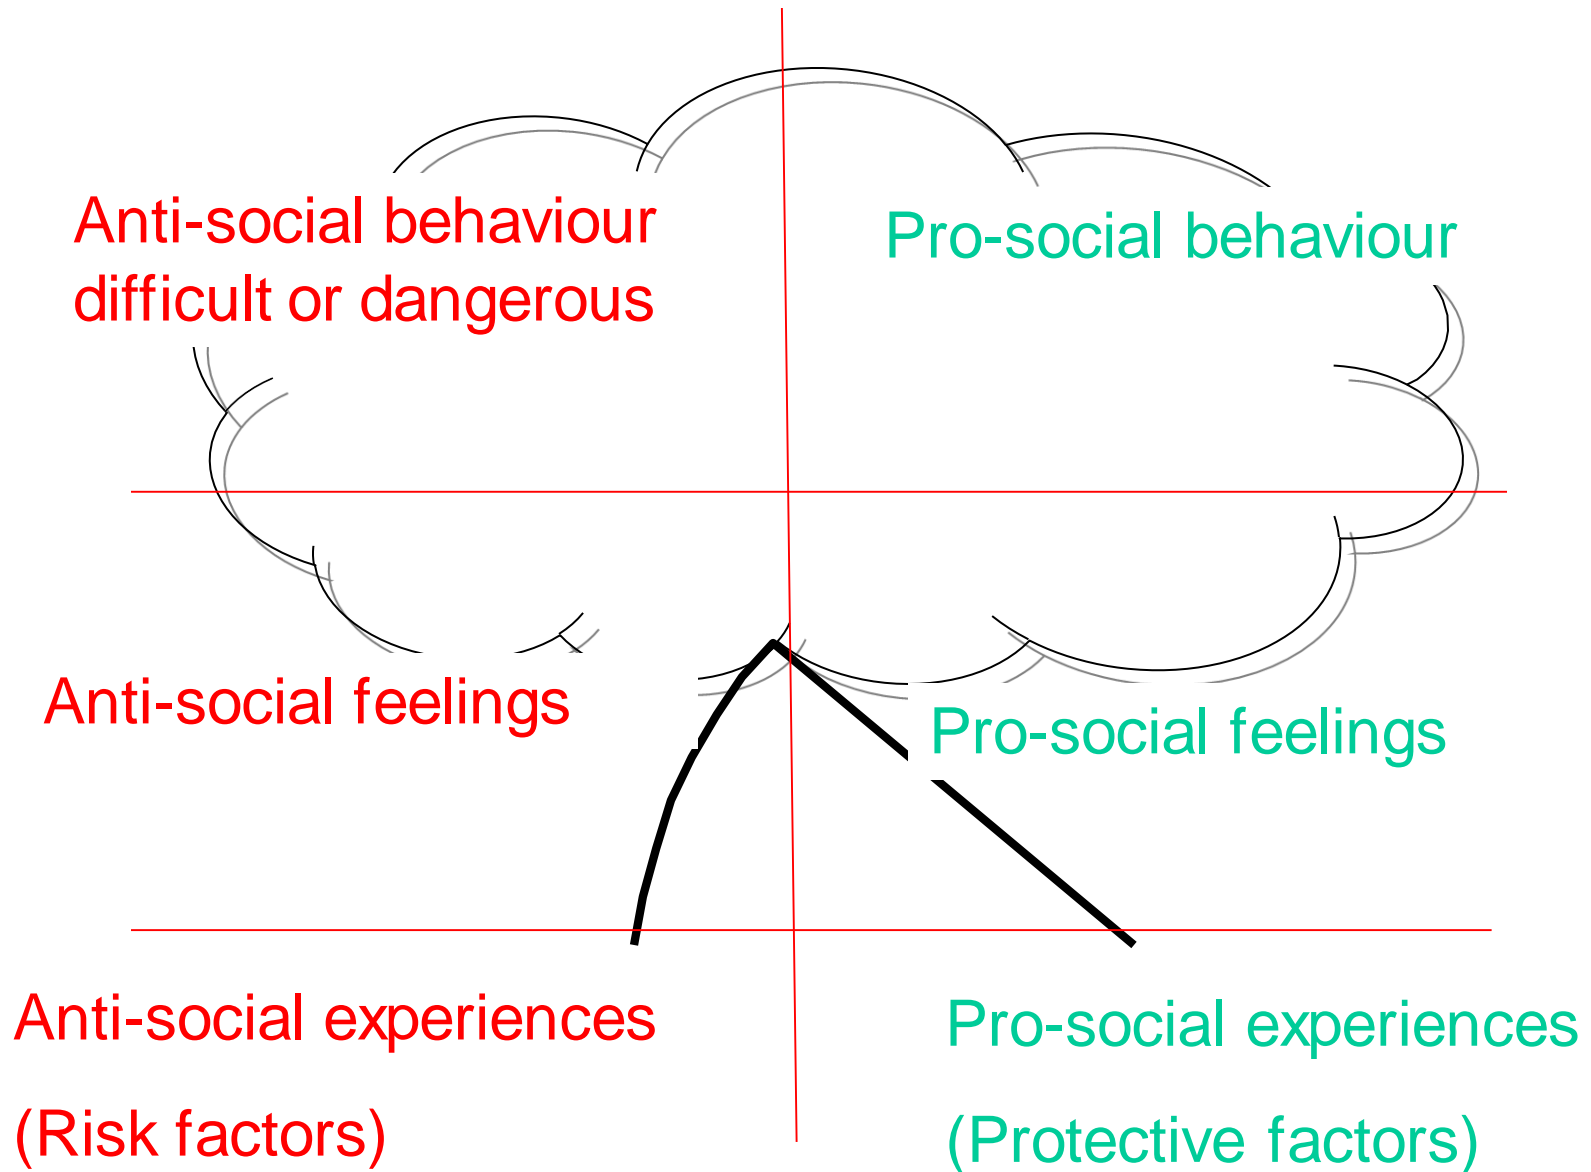 Anti-social behaviour
difficult or dangerous
Pro-social behaviour
Anti-social feelings
Pro-social feelings
Anti-social experiences
(Risk factors)
Pro-social experiences
(Protective factors)